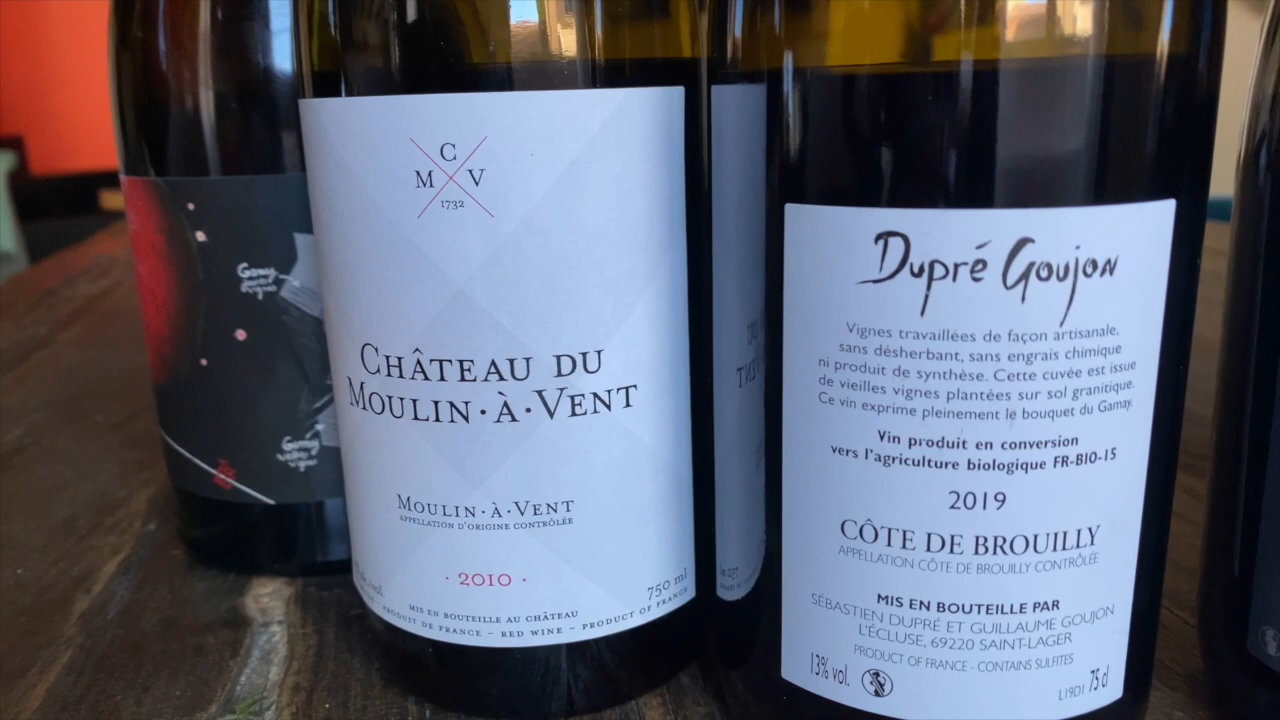 Gamay
C
M V
1732
CHÂTEAU DU
MOULIN·À·VENT
MOULIN·À·VENT
APPELLATION D'ORIGINE CONTRÔLÉE
· 2010 ·
750 ml
MIS EN BOUTEILLE AU CHÂTEAU
PRODUIT DE FRANCE – RED WINE – PRODUCT OF FRANCE
Gamay
Dupré Goujon
Vignes travaillées de façon artisanale,
sans désherbant, sans engrais chimique
ni produit de synthèse. Cette cuvée est issue
de vieilles vignes plantées sur sol granitique.
Ce vin exprime pleinement le bouquet du Gamay.
Vin produit en conversion
vers l'agriculture biologique FR-BIO-15
2019
CÔTE DE BROUILLY
APPELLATION CÔTE DE BROUILLY CONTRÔLÉE
MIS EN BOUTEILLE PAR
SÉBASTIEN DUPRÉ ET GUILLAUME GOUJON
L'ÉCLUSE, 69220 SAINT-LAGER
PRODUCT OF FRANCE - CONTAINS SULFITES
13% vol.
L19D1 75 cl